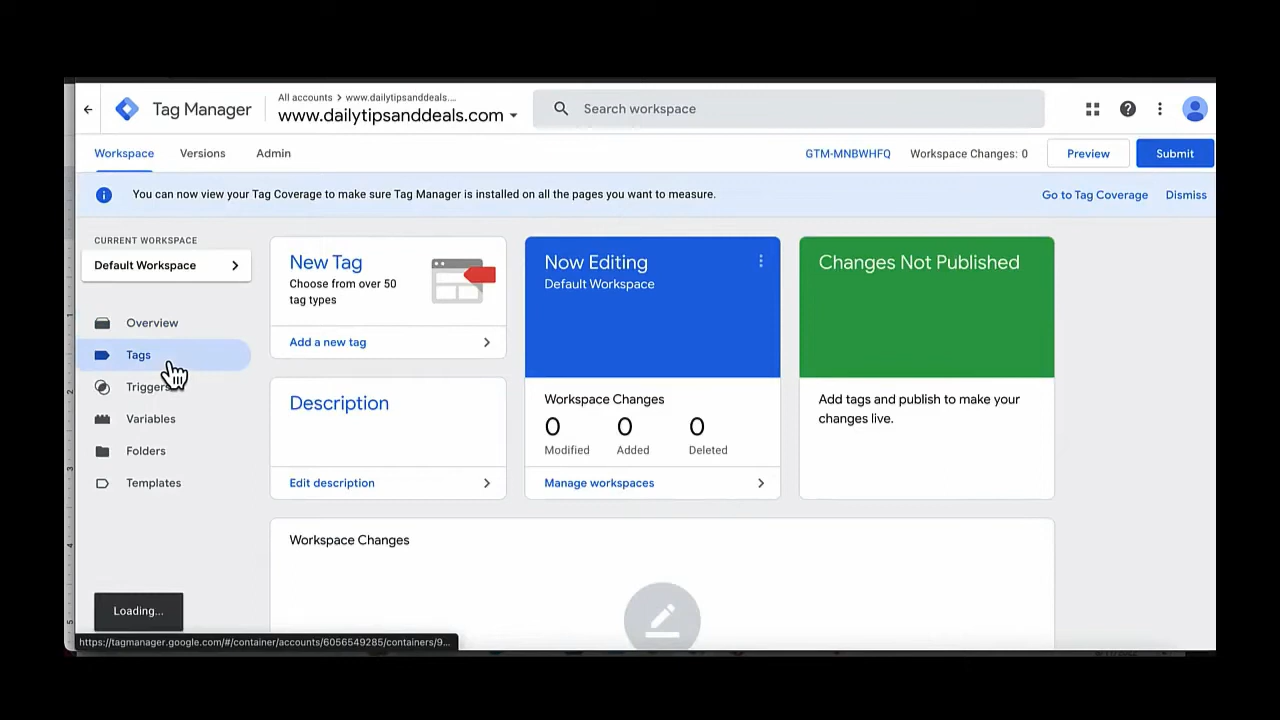 Tag Manager
All accounts > www.dailytipsanddeals....
www.dailytipsanddeals.com
Search workspace
Workspace
Versions
Admin
GTM-MNBWHFQ
Workspace Changes: 0
Preview
Submit
You can now view your Tag Coverage to make sure Tag Manager is installed on all the pages you want to measure.
Go to Tag Coverage
Dismiss
CURRENT WORKSPACE
Default Workspace
Overview
Tags
Triggers
Variables
Folders
Templates
New Tag
Choose from over 50
tag types
Add a new tag
Description
Edit description
Now Editing
Default Workspace
Workspace Changes
0 0 0
Modified Added Deleted
Manage workspaces
Changes Not Published
Add tags and publish to make your
changes live.
Workspace Changes
Loading...
https://tagmanager.google.com/#/container/accounts/6056549285/containers/9...